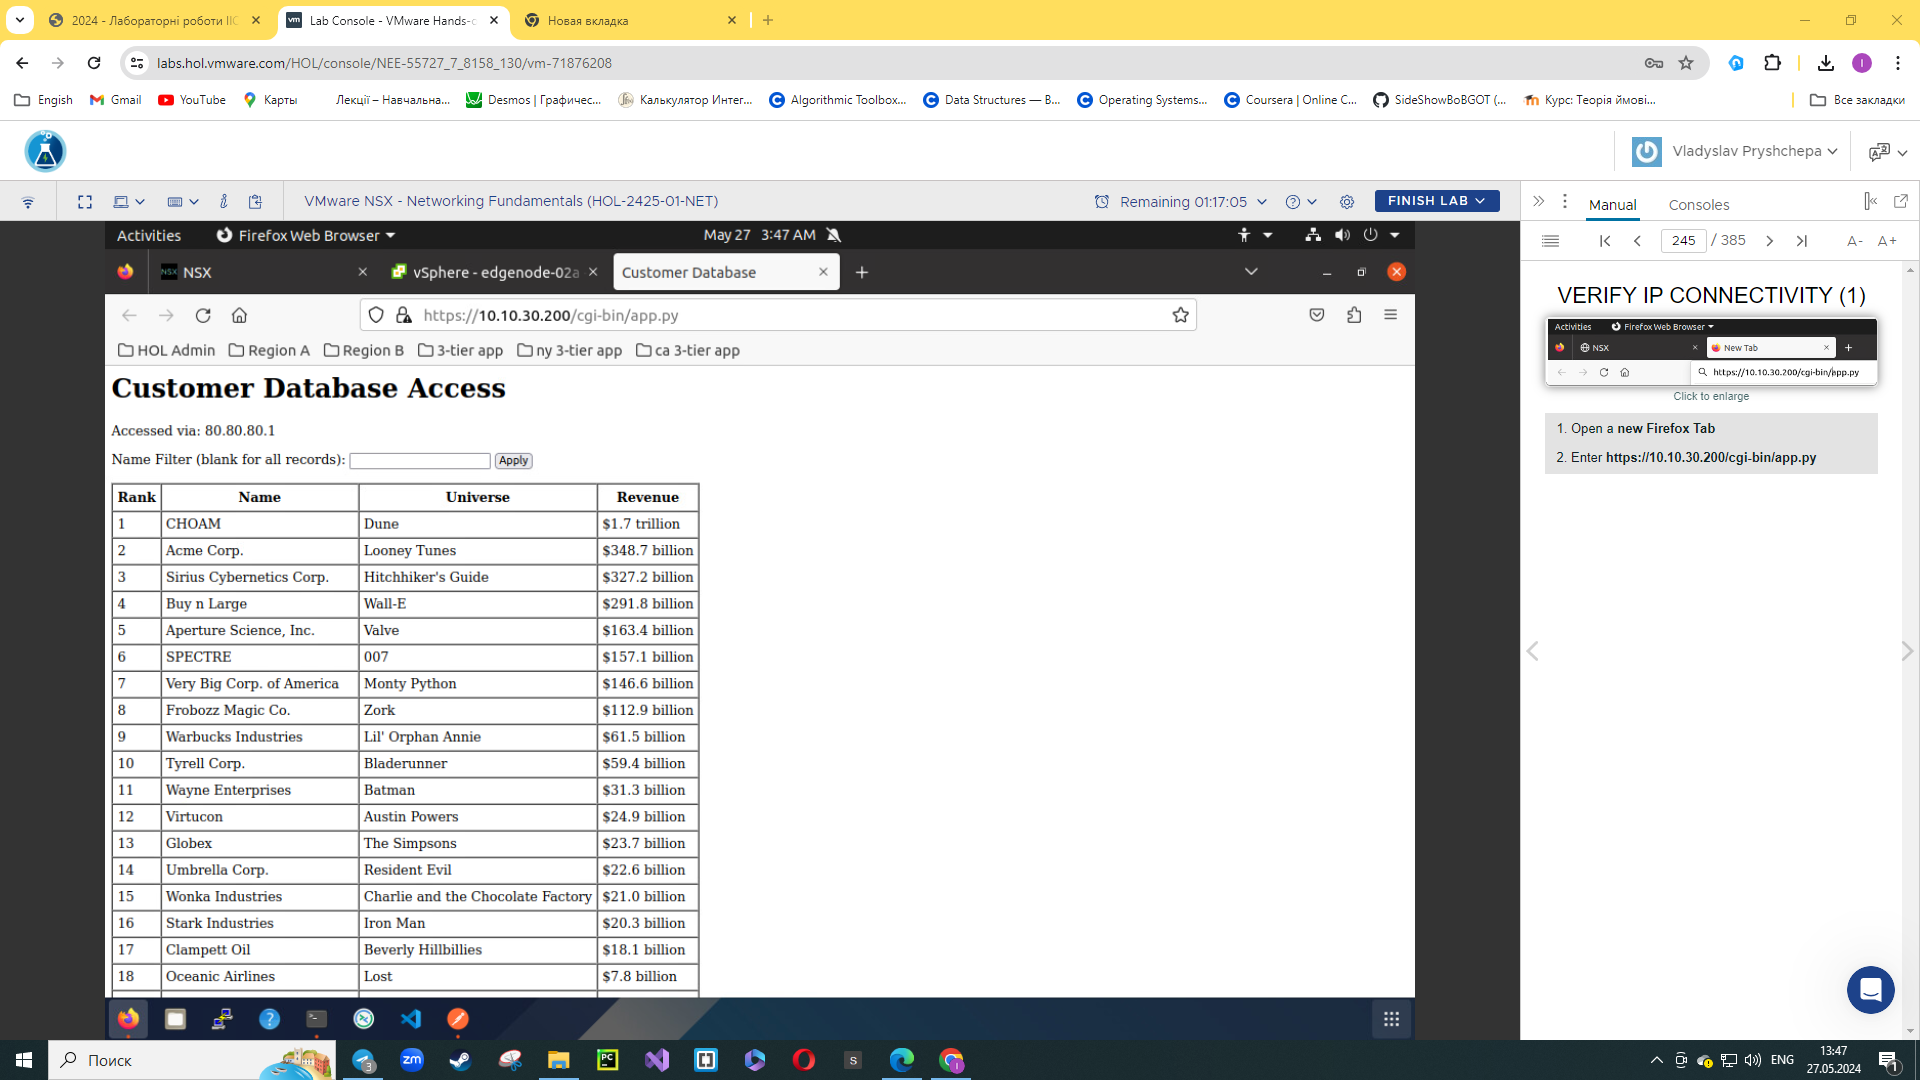 2024 - Лабораторні роботи ІІС
Lab Console - VMware Hands-o
Новая вкладка
labs.hol.vmware.com/HOL/console/NEE-55727_7_8158_130/vm-71876208
Engish
Gmail
YouTube
Карты
Лекції – Навчальна...
Desmos | Графичес...
Калькулятор Интег...
Algorithmic Toolbox...
Data Structures — В...
Operating Systems...
Coursera | Online C...
SideShowBoBGOT (...
Курс: Теорія ймові...
Все закладки
Vladyslav Pryshchepa
VMware NSX - Networking Fundamentals (HOL-2425-01-NET)
Remaining 01:17:05
FINISH LAB
Manual
Consoles
245 / 385
A- A+
Activities
Firefox Web Browser
May 27 3:47 AM
NSX
vSphere - edgenode-02a
Customer Database
https://10.10.30.200/cgi-bin/app.py
HOL Admin
Region A
Region B
3-tier app
ny 3-tier app
ca 3-tier app
Customer Database Access
Accessed via: 80.80.80.1
Name Filter (blank for all records):
Apply
Rank Name Universe Revenue
1 CHOAM Dune $1.7 trillion
2 Acme Corp. Looney Tunes $348.7 billion
3 Sirius Cybernetics Corp. Hitchhiker's Guide $327.2 billion
4 Buy n Large Wall-E $291.8 billion
5 Aperture Science, Inc. Valve $163.4 billion
6 SPECTRE 007 $157.1 billion
7 Very Big Corp. of America Monty Python $146.6 billion
8 Frobozz Magic Co. Zork $112.9 billion
9 Warbucks Industries Lil' Orphan Annie $61.5 billion
10 Tyrell Corp. Bladerunner $59.4 billion
11 Wayne Enterprises Batman $31.3 billion
12 Virtucon Austin Powers $24.9 billion
13 Globex The Simpsons $23.7 billion
14 Umbrella Corp. Resident Evil $22.6 billion
15 Wonka Industries Charlie and the Chocolate Factory $21.0 billion
16 Stark Industries Iron Man $20.3 billion
17 Clampett Oil Beverly Hillbillies $18.1 billion
18 Oceanic Airlines Lost $7.8 billion
VERIFY IP CONNECTIVITY (1)
Activities
Firefox Web Browser
NSX
New Tab
https://10.10.30.200/cgi-bin/app.py
Click to enlarge
1. Open a new Firefox Tab
2. Enter https://10.10.30.200/cgi-bin/app.py
Поиск
ENG
13:47
27.05.2024